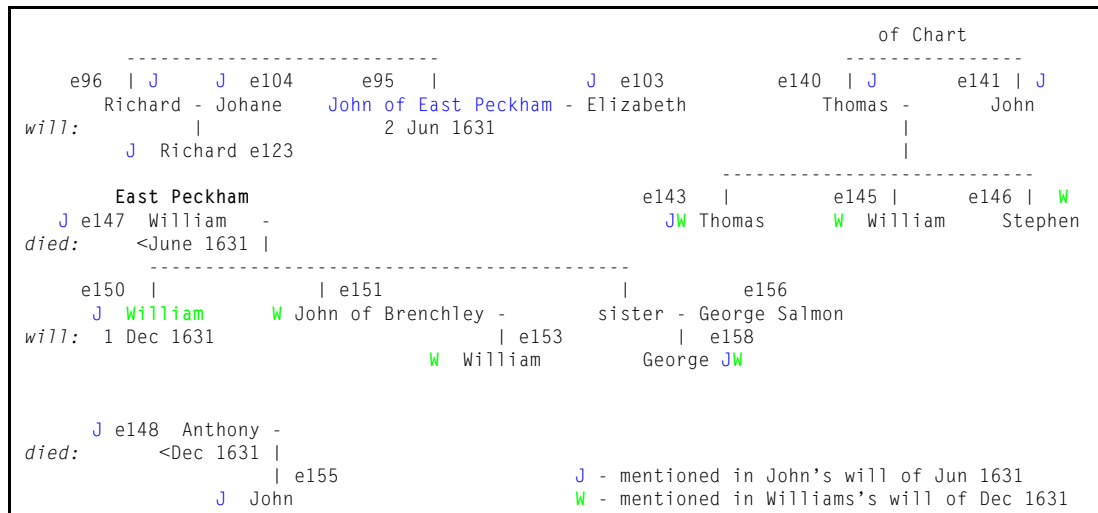 of Chart
----------------------------    ----------------
e96 | J J e104 e95 | J e103 e140 | J e141 | J
Richard - Johane John of East Peckham - Elizabeth Thomas - John
will: | 2 Jun 1631 |
J Richard e123 |
----------------------------
East Peckham e143 | e145 | e146 | W
J e147 William - JW Thomas W William Stephen
died: <June 1631 |
-------------------------------------------
e150 | | e151 | e156
J William W John of Brenchley - sister - George Salmon
will: 1 Dec 1631 | e153 | e158
W William George JW
J e148 Anthony -
died: <Dec 1631 |
| e155 J - mentioned in John's will of Jun 1631
J John W - mentioned in Williams's will of Dec 1631